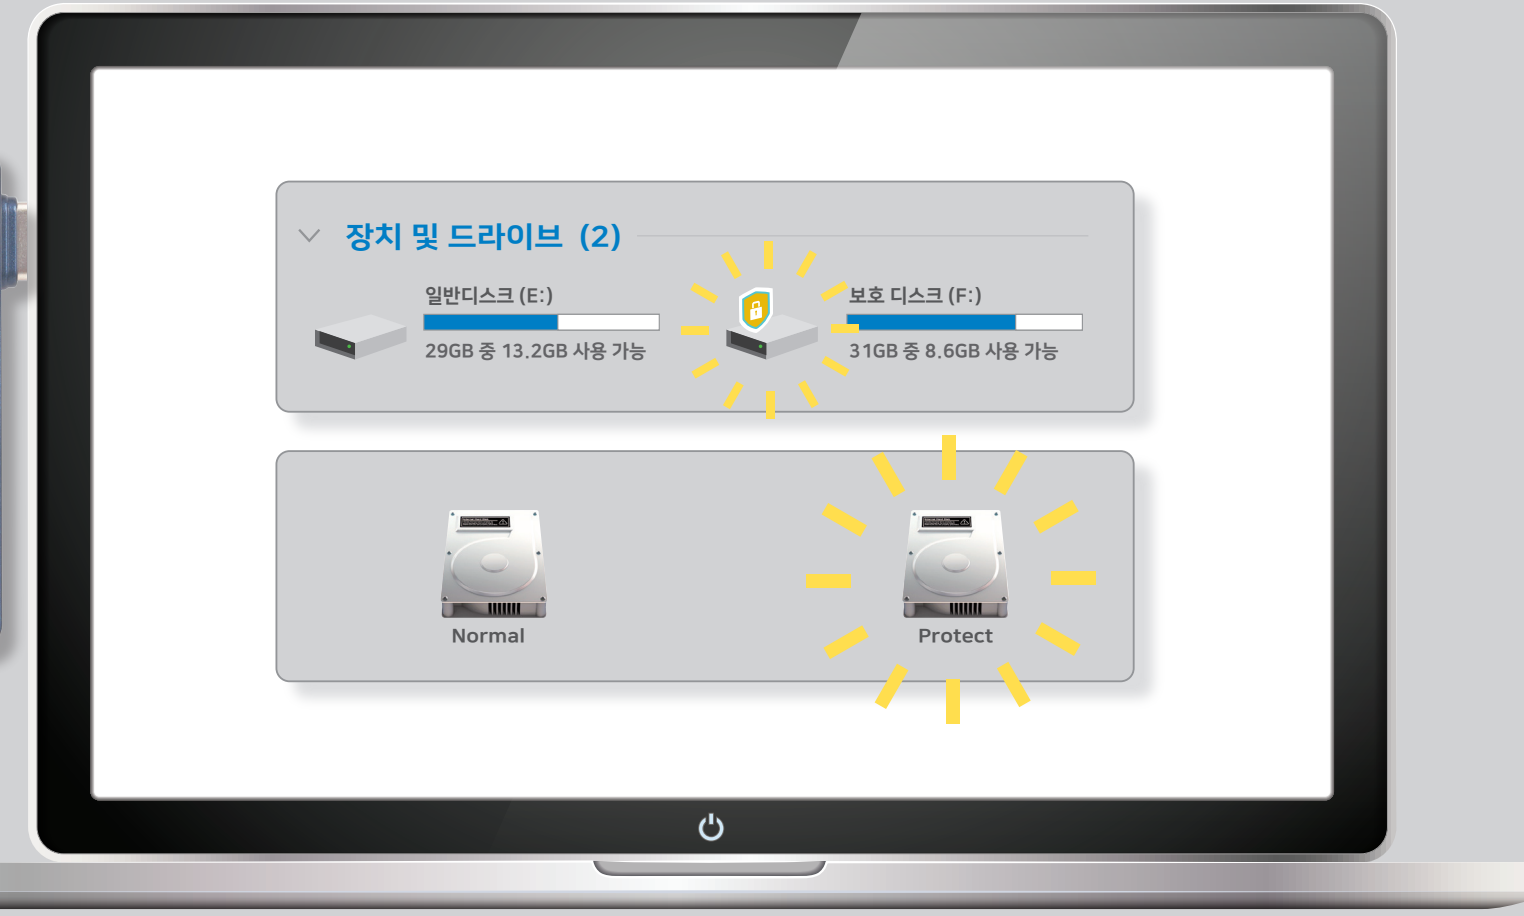 장치 및 드라이브 (2)
일반디스크 (E:)
29GB 중 13.2GB 사용 가능
보호 디스크 (F:)
31GB 중 8.6GB 사용 가능
Normal
Protect